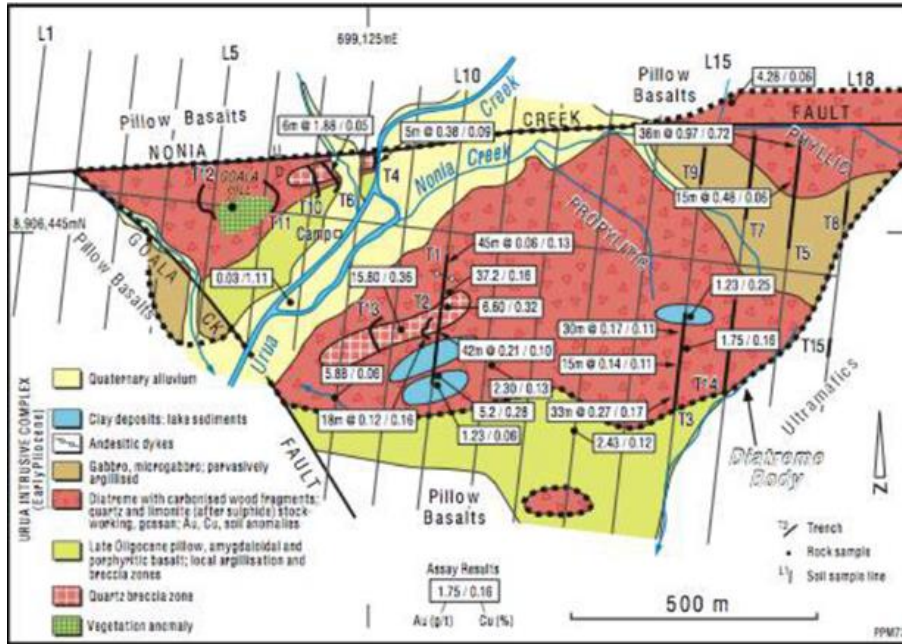 L1
699,125mE
L5
L10
L15
L18
Pillow Basalts
4.28 / 0.06
Pillow Basalts
6m @ 1.88 / 0.05
5m @ 0.38 / 0.09
Creek
CREEK
FAULT
36m @ 0.97 / 0.72
NONIA
PHYLLIC
T12
GOALA
T10
T6
T4
Nonia Creek
T9
15m @ 0.48 / 0.06
T11
8,906,445mN
Camp
PROPYLITIC
T7
T8
T5
GOALA
CK
FAULT
Pillow Basalts
T1
45m @ 0.06 / 0.13
0.03 / 1.11
15.80 / 0.36
37.2 / 0.16
1.23 / 0.25
T13
T2
6.60 / 0.32
Urua
30m @ 0.17 / 0.11
1.75 / 0.16
T15
42m @ 0.21 / 0.10
15m @ 0.14 / 0.11
5.88 / 0.06
2.30 / 0.13
T14
Ultramafics
18m @ 0.12 / 0.16
5.2 / 0.28
33m @ 0.27 / 0.17
T3
1.23 / 0.06
2.43 / 0.12
Diatreme
Body
Pillow
Basalts
N
URUA INTRUSIVE COMPLEX
(Early Pliocene)
Quaternary alluvium
Clay deposits: lake sediments
Andesitic dykes
Gabbro, microgabbro; pervasively
argillised
Diatreme with carbonised wood fragments;
quartz and limonite (after sulphide) stock-
working, gossan; Au, Cu, soil anomalies
Late Oligocene pillow, amygdaloidal and
porphyritic basalt; local argillisation and
breccia zones
Quartz breccia zone
Vegetation anomaly
Assay Results
1.75 / 0.16
Au (g/t) Cu (%)
T2 Trench
Rock sample
L1 Soil sample line
500 m